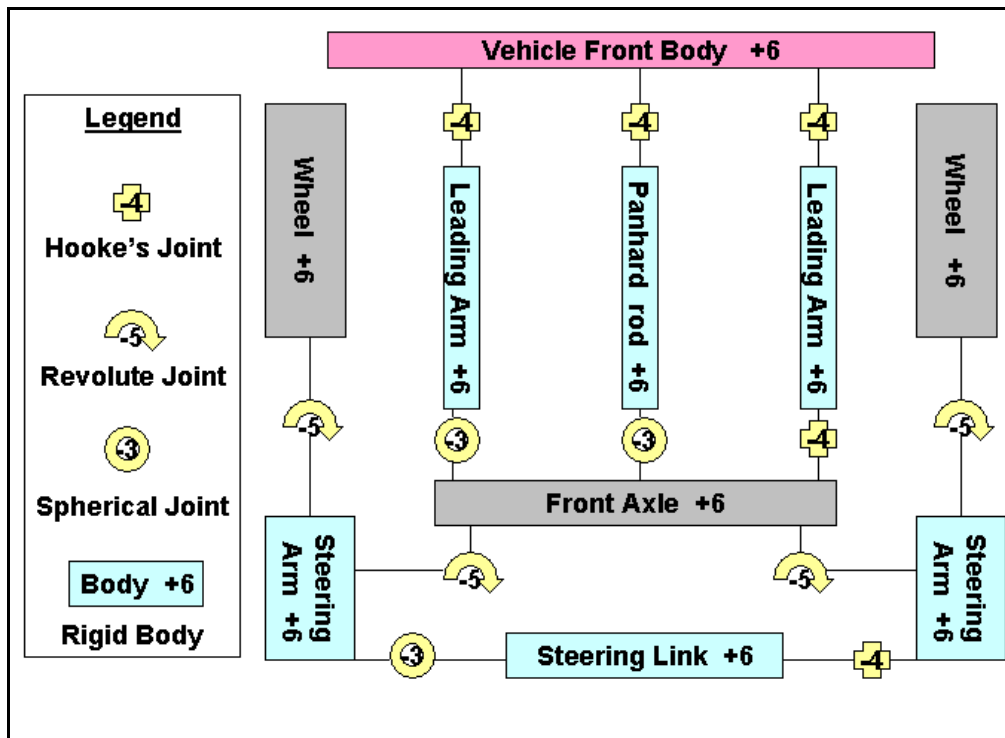 Vehicle Front Body +6
Legend
-4
Hooke's Joint
-5
Revolute Joint
-3
Spherical Joint
Body +6
Rigid Body
-4
-4
-4
Wheel +6
Leading Arm +6
Panhard rod +6
Leading Arm +6
Wheel +6
-5
-3
-3
-4
-5
Front Axle +6
Steering
Arm +6
-5
-5
Steering
Arm +6
-3
Steering Link +6
-4